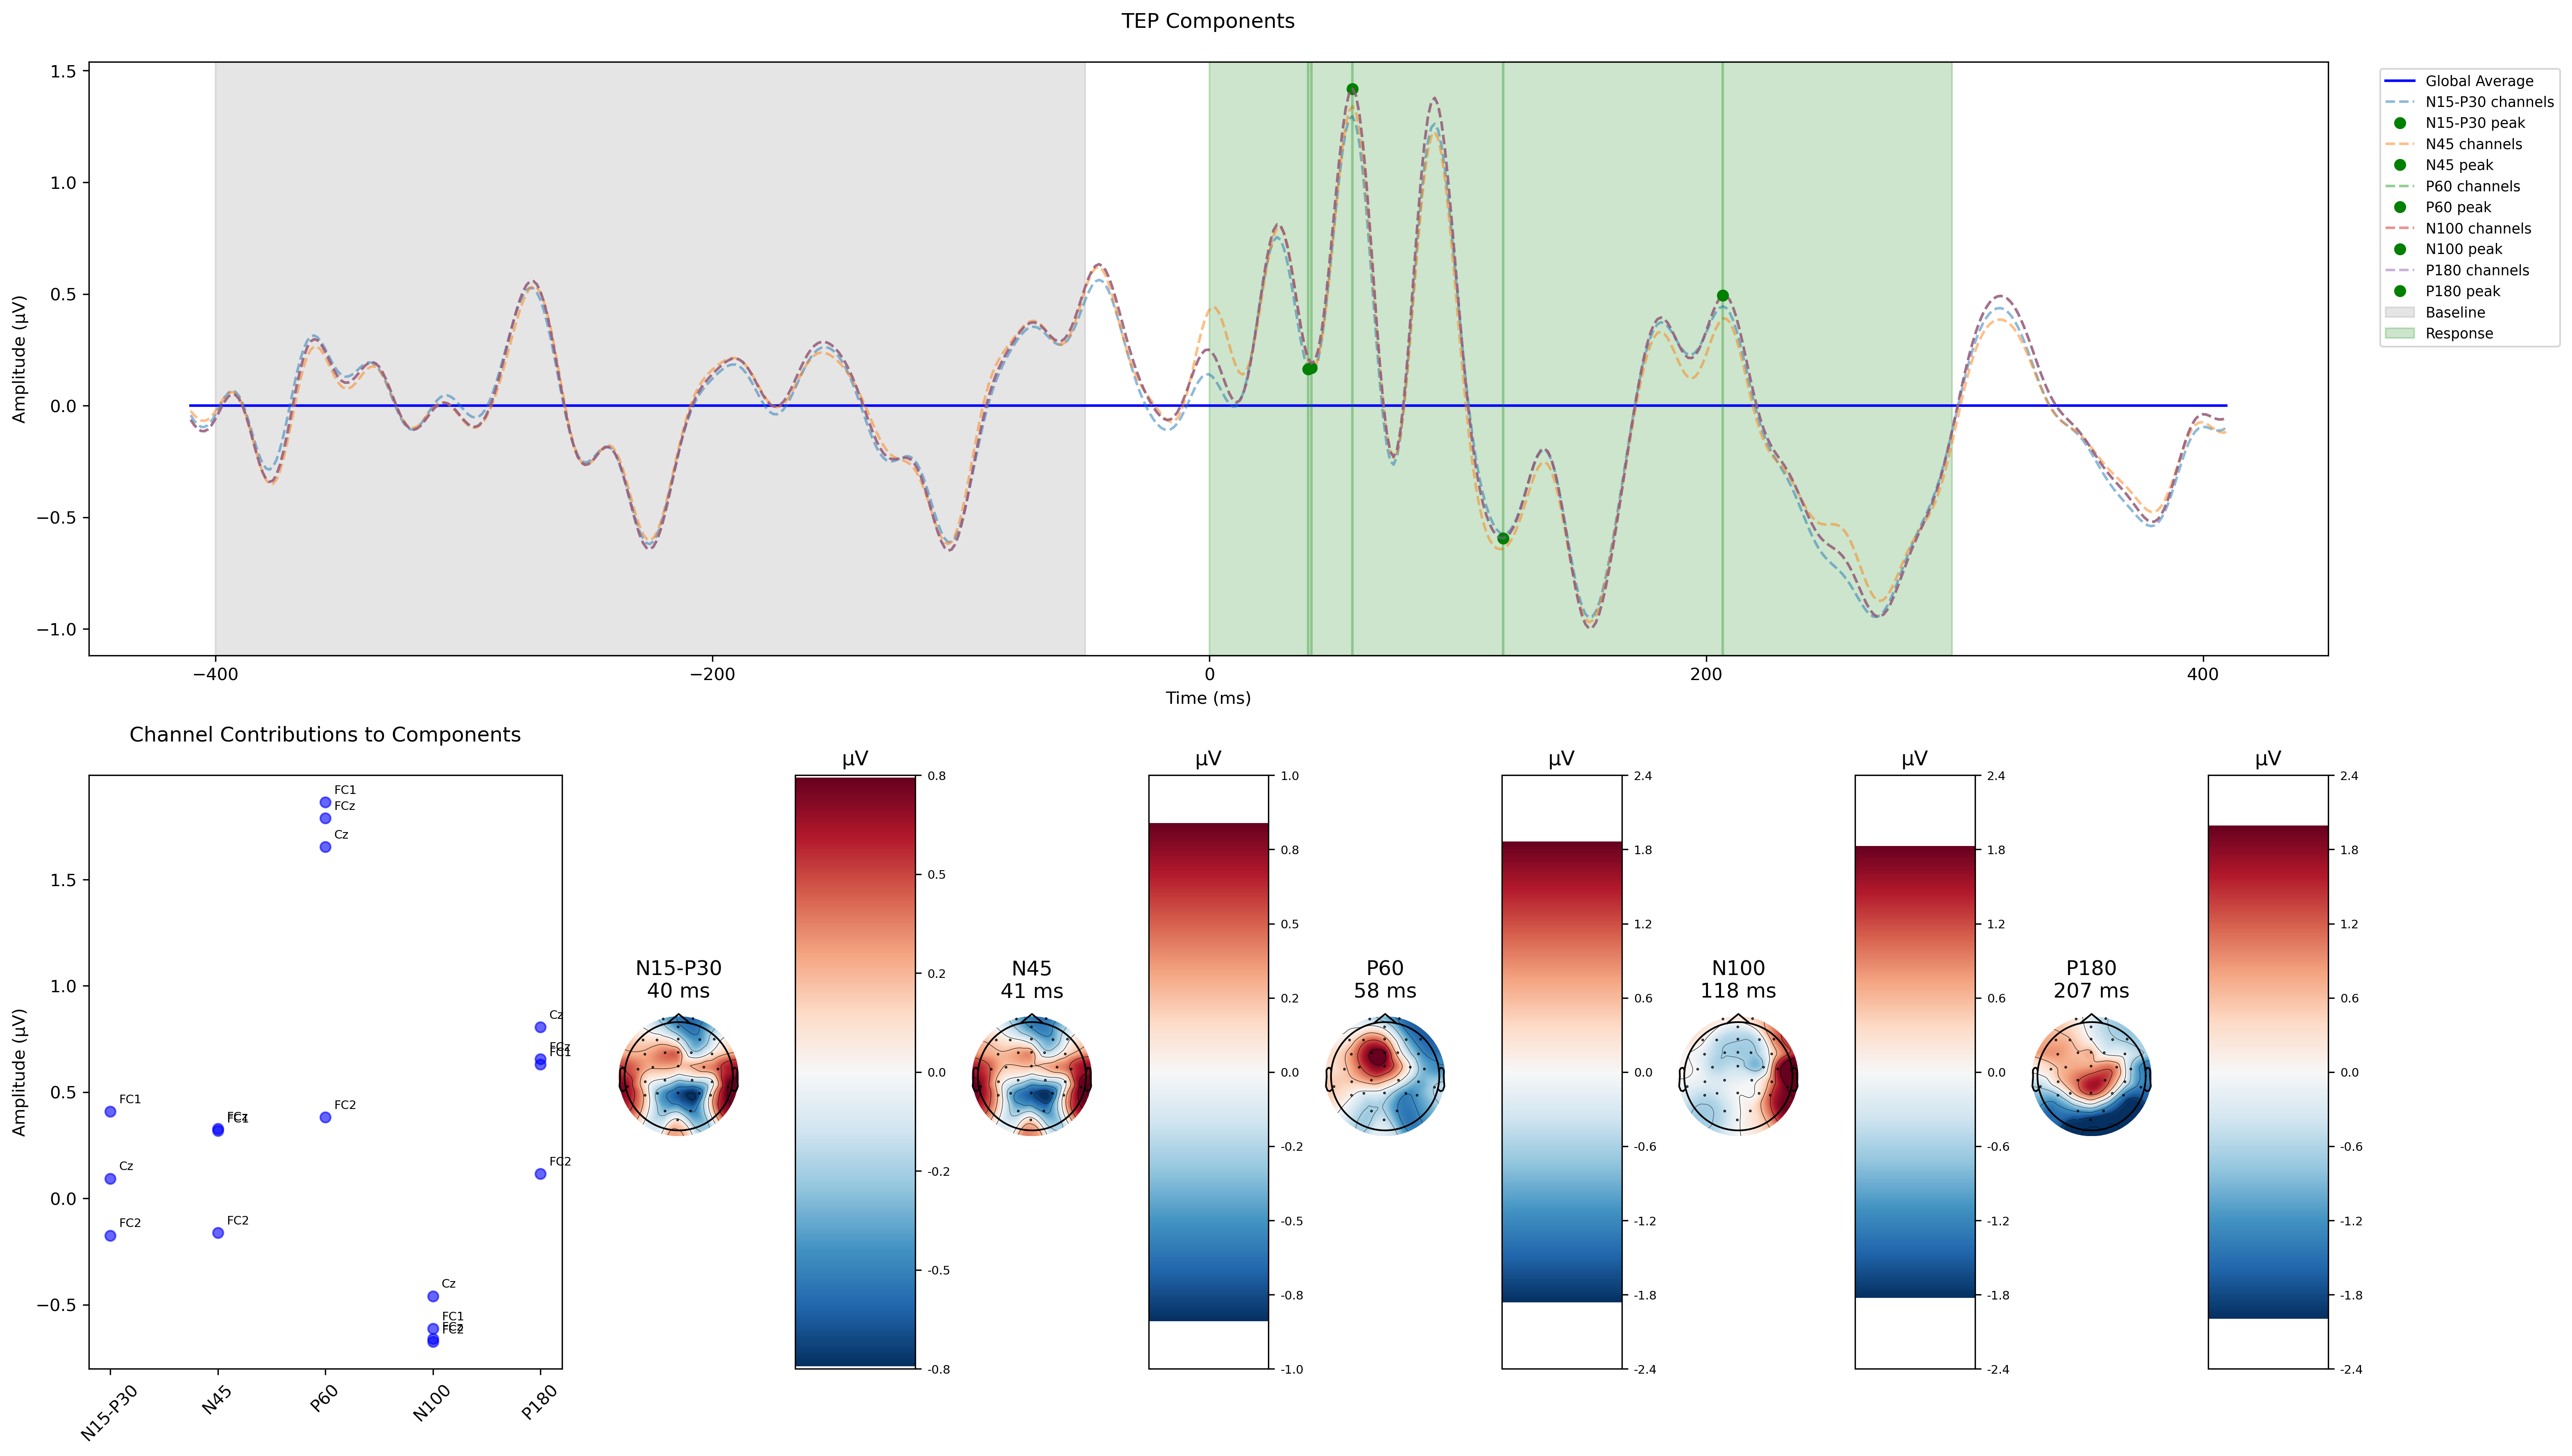 TEP Components
Amplitude (µV)
1.5
1.0
0.5
0.0
−0.5
−1.0
−400
−200
0
200
400
Time (ms)
Global Average
N15-P30 channels
N15-P30 peak
N45 channels
N45 peak
P60 channels
P60 peak
N100 channels
N100 peak
P180 channels
P180 peak
Baseline
Response
Channel Contributions to Components
Amplitude (µV)
1.5
1.0
0.5
0.0
−0.5
FC1
Cz
FC2
FCz
FC1
FC2
FC1
FCz
Cz
FC2
Cz
FC1
FCz
FC2
Cz
FCz
FC1
FC2
N15-P30
N45
P60
N100
P180
N15-P30
40 ms
µV
0.8
0.5
0.2
0.0
-0.2
-0.5
-0.8
N45
41 ms
µV
1.0
0.8
0.5
0.2
0.0
-0.2
-0.5
-0.8
-1.0
P60
58 ms
µV
2.4
1.8
1.2
0.6
0.0
-0.2
-1.2
-1.8
-2.4
N100
118 ms
µV
2.4
1.8
1.2
0.6
0.0
-0.6
-1.2
-1.8
-2.4
P180
207 ms
µV
2.4
1.8
1.2
0.6
0.0
-0.6
-1.2
-1.8
-2.4